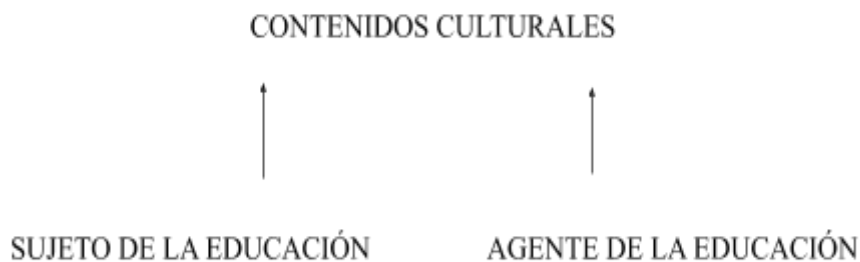 CONTENIDOS CULTURALES
SUJETO DE LA EDUCACIÓN
AGENTE DE LA EDUCACIÓN